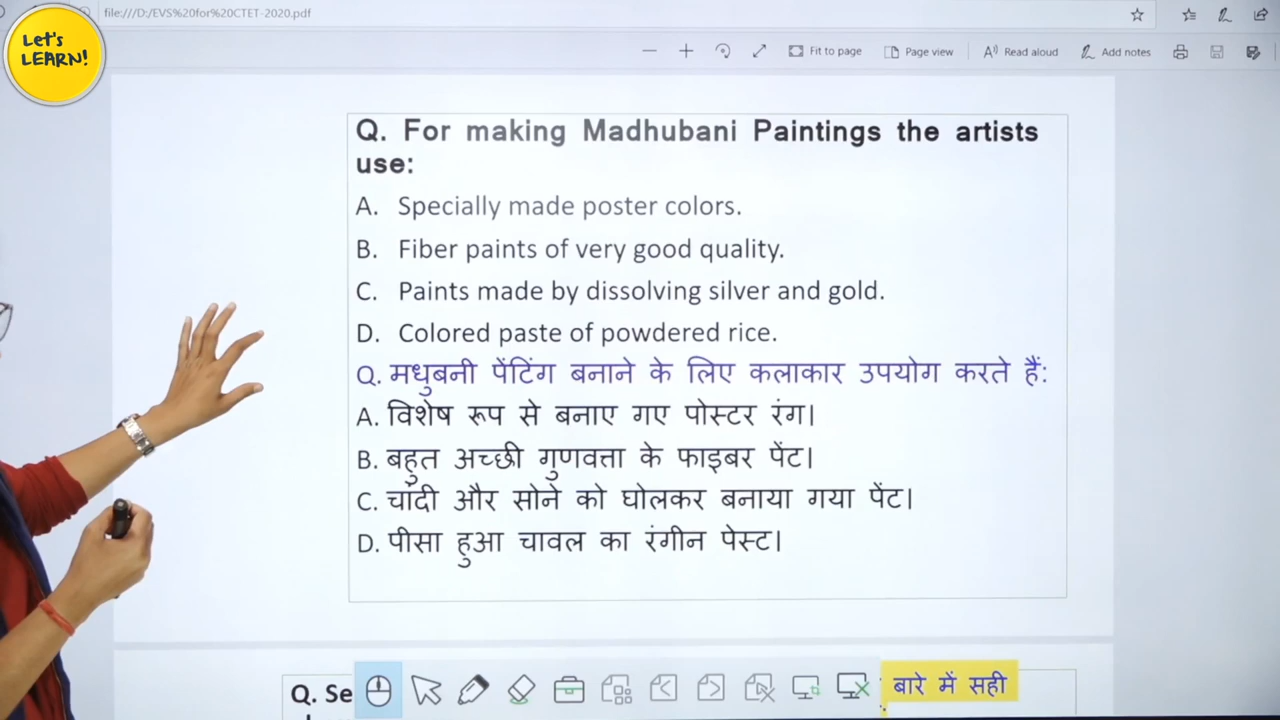 Let's
LEARN!
file:///D:/EVS%20for%20CTET-2020.pdf
Fit to page
Page view
Read aloud
Add notes
Q. For making Madhubani Paintings the artists
use:
A. Specially made poster colors.
B. Fiber paints of very good quality.
C. Paints made by dissolving silver and gold.
D. Colored paste of powdered rice.
Q. मधुबनी पेंटिंग बनाने के लिए कलाकार उपयोग करते हैं:
A. विशेष रूप से बनाए गए पोस्टर रंग।
B. बहुत अच्छी गुणवत्ता के फाइबर पेंट।
C. चांदी और सोने को घोलकर बनाया गया पेंट।
D. पीसा हुआ चावल का रंगीन पेस्ट।
Q. Se
बारे में सही